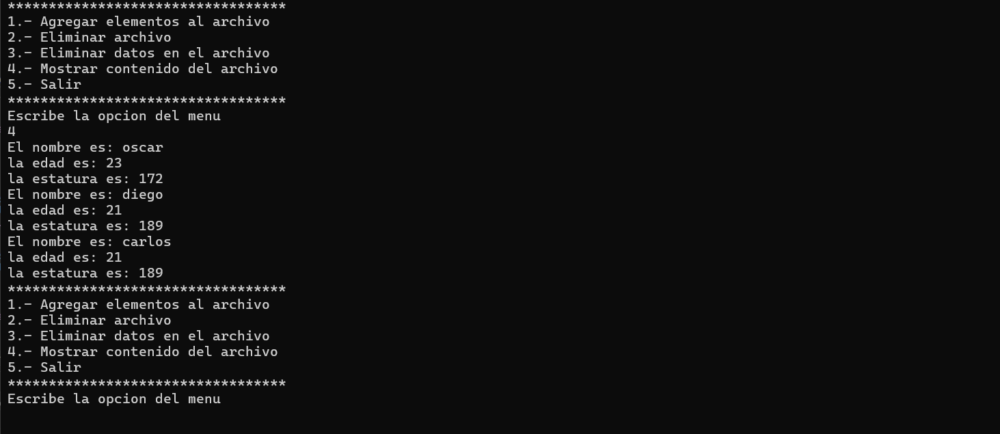 **********************************
1.- Agregar elementos al archivo
2.- Eliminar archivo
3.- Eliminar datos en el archivo
4.- Mostrar contenido del archivo
5.- Salir
**********************************
Escribe la opcion del menu
4
El nombre es: oscar
la edad es: 23
la estatura es: 172
El nombre es: diego
la edad es: 21
la estatura es: 189
El nombre es: carlos
la edad es: 21
la estatura es: 189
**********************************
1.- Agregar elementos al archivo
2.- Eliminar archivo
3.- Eliminar datos en el archivo
4.- Mostrar contenido del archivo
5.- Salir
**********************************
Escribe la opcion del menu